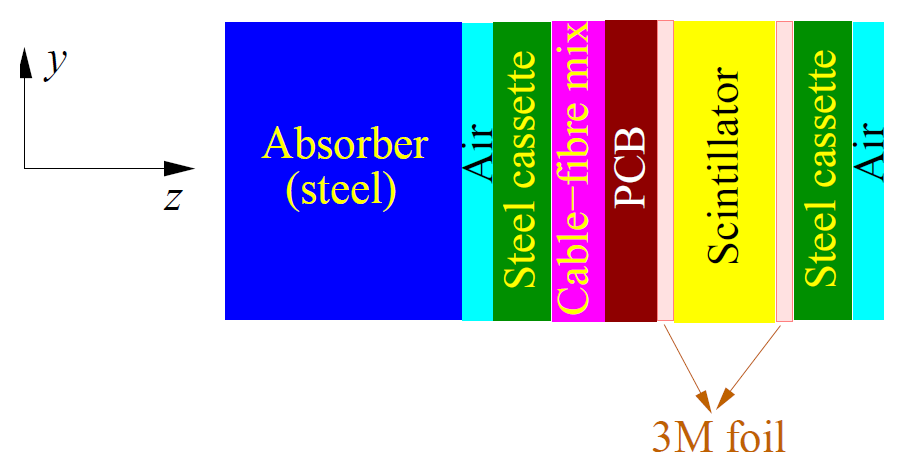 y
z
Absorber
(steel)
Air
Steel cassette
Cable-fibre mix
PCB
Scintillator
Steel cassette
Air
3M foil